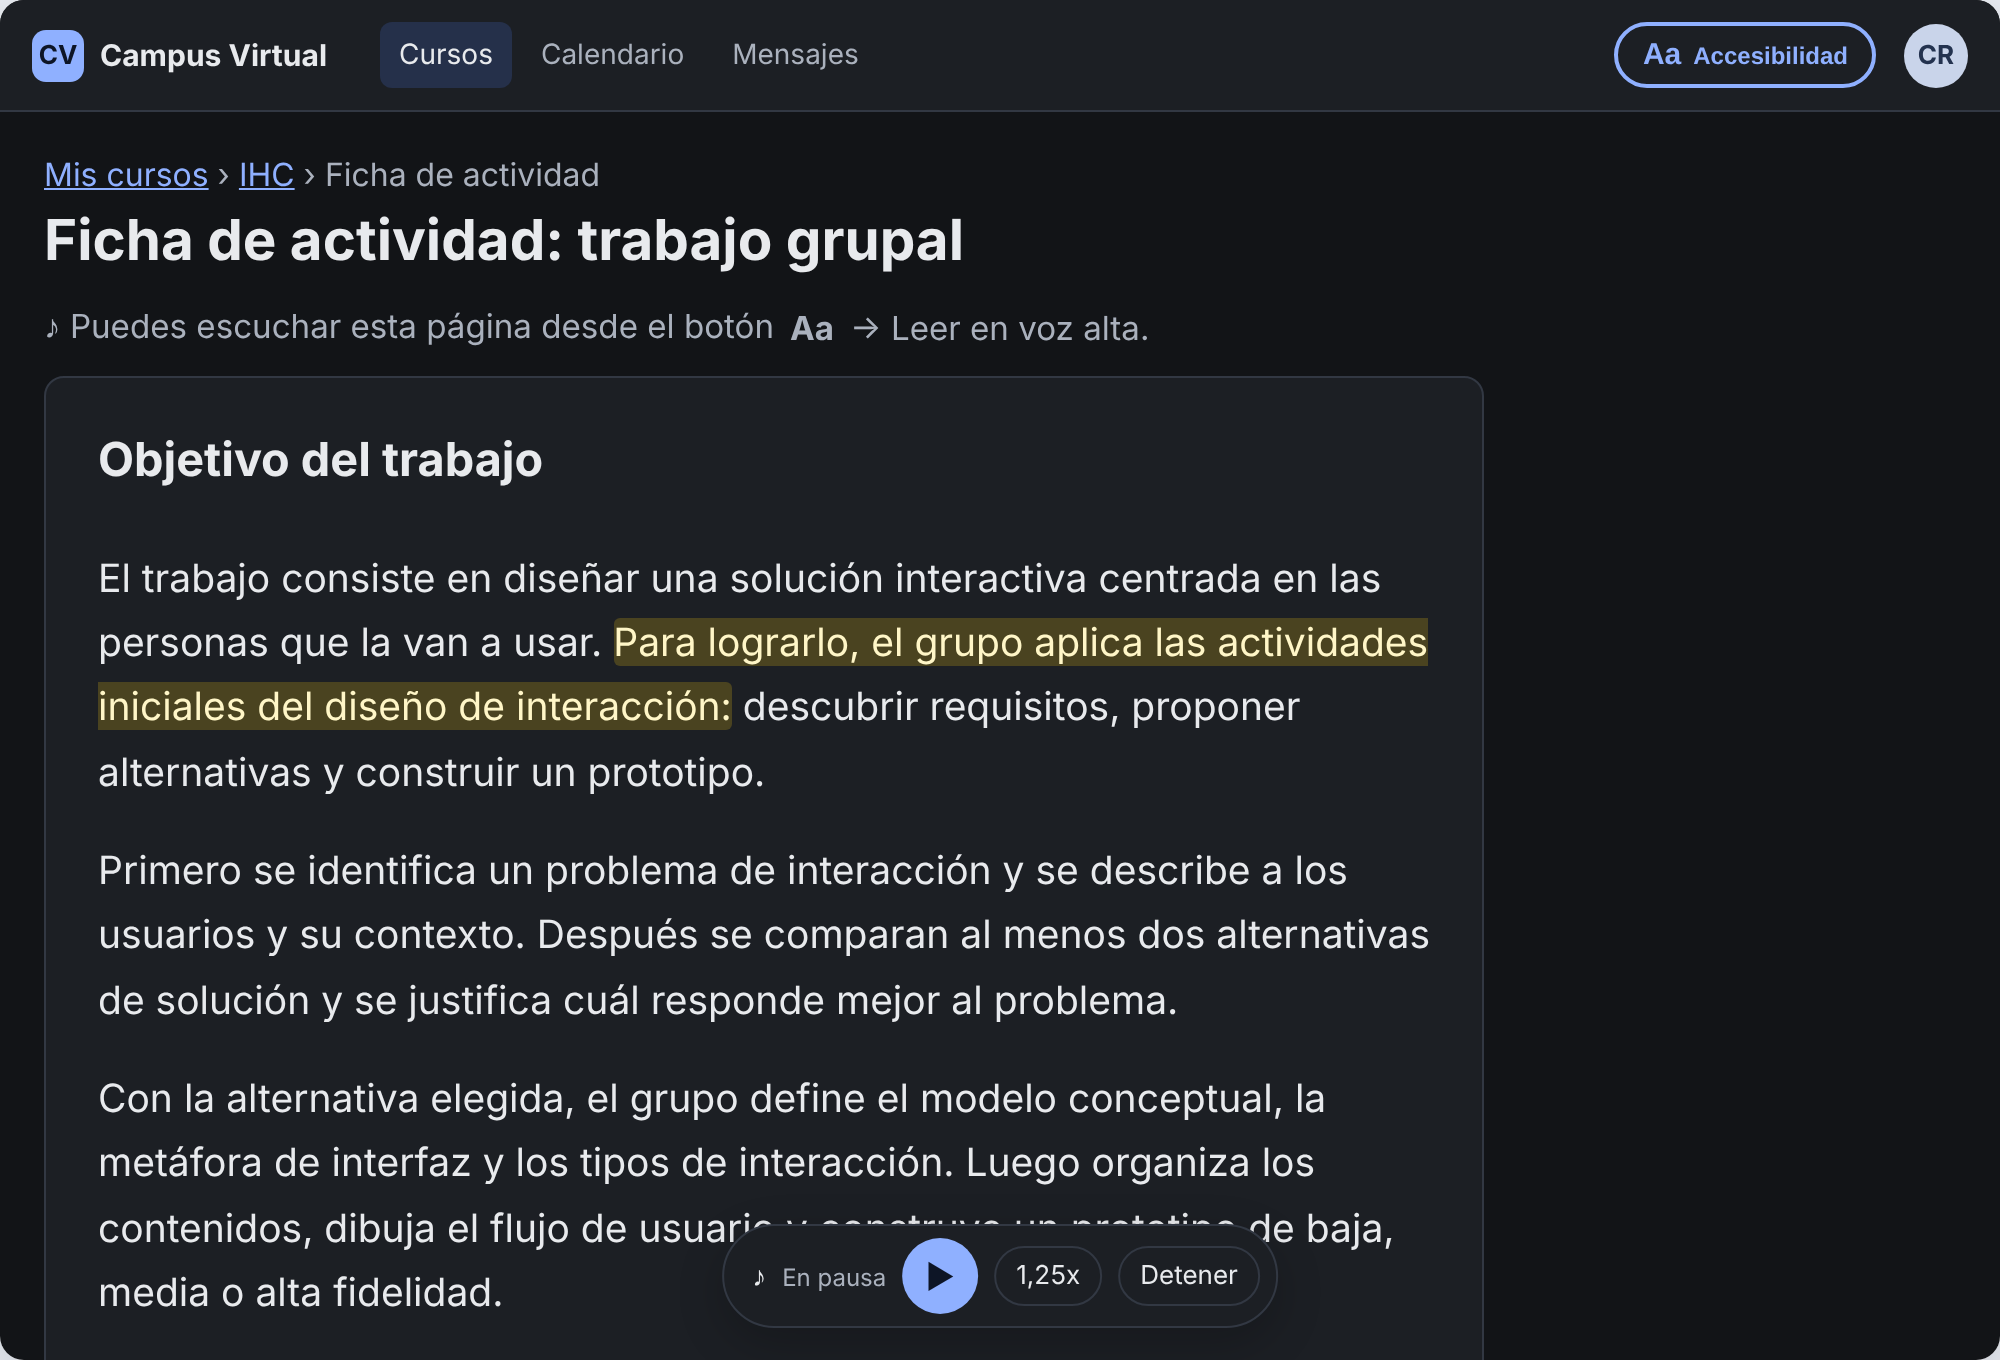 CV Campus Virtual Cursos Calendario Mensajes Aa Accesibilidad CR
Mis cursos › IHC › Ficha de actividad
Ficha de actividad: trabajo grupal
♪ Puedes escuchar esta página desde el botón Aa → Leer en voz alta.
Objetivo del trabajo
El trabajo consiste en diseñar una solución interactiva centrada en las
personas que la van a usar. Para lograrlo, el grupo aplica las actividades
iniciales del diseño de interacción: descubrir requisitos, proponer
alternativas y construir un prototipo.
Primero se identifica un problema de interacción y se describe a los
usuarios y su contexto. Después se comparan al menos dos alternativas
de solución y se justifica cuál responde mejor al problema.
Con la alternativa elegida, el grupo define el modelo conceptual, la
metáfora de interfaz y los tipos de interacción. Luego organiza los
contenidos, dibuja el flujo de usuario y construye un prototipo de baja,
media o alta fidelidad.
♪ En pausa 1,25x Detener